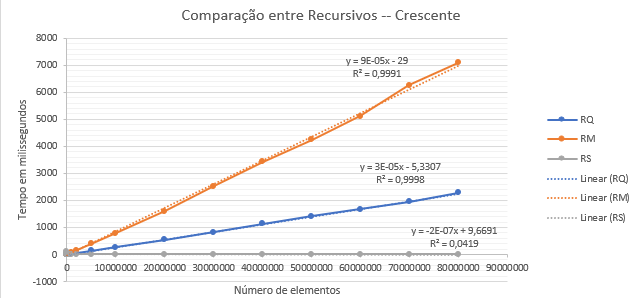 Comparação entre Recursivos -- Crescente
8000
7000
6000
5000
4000
3000
2000
1000
0
-1000
Tempo em milissegundos
y = 9E-05x - 29
R² = 0,9991
y = 3E-05x - 5,3307
R² = 0,9998
y = -2E-07x + 9,6691
R² = 0,0419
0 10000000 20000000 30000000 40000000 50000000 60000000 70000000 80000000 90000000
Número de elementos
RQ
RM
RS
Linear (RQ)
Linear (RM)
Linear (RS)